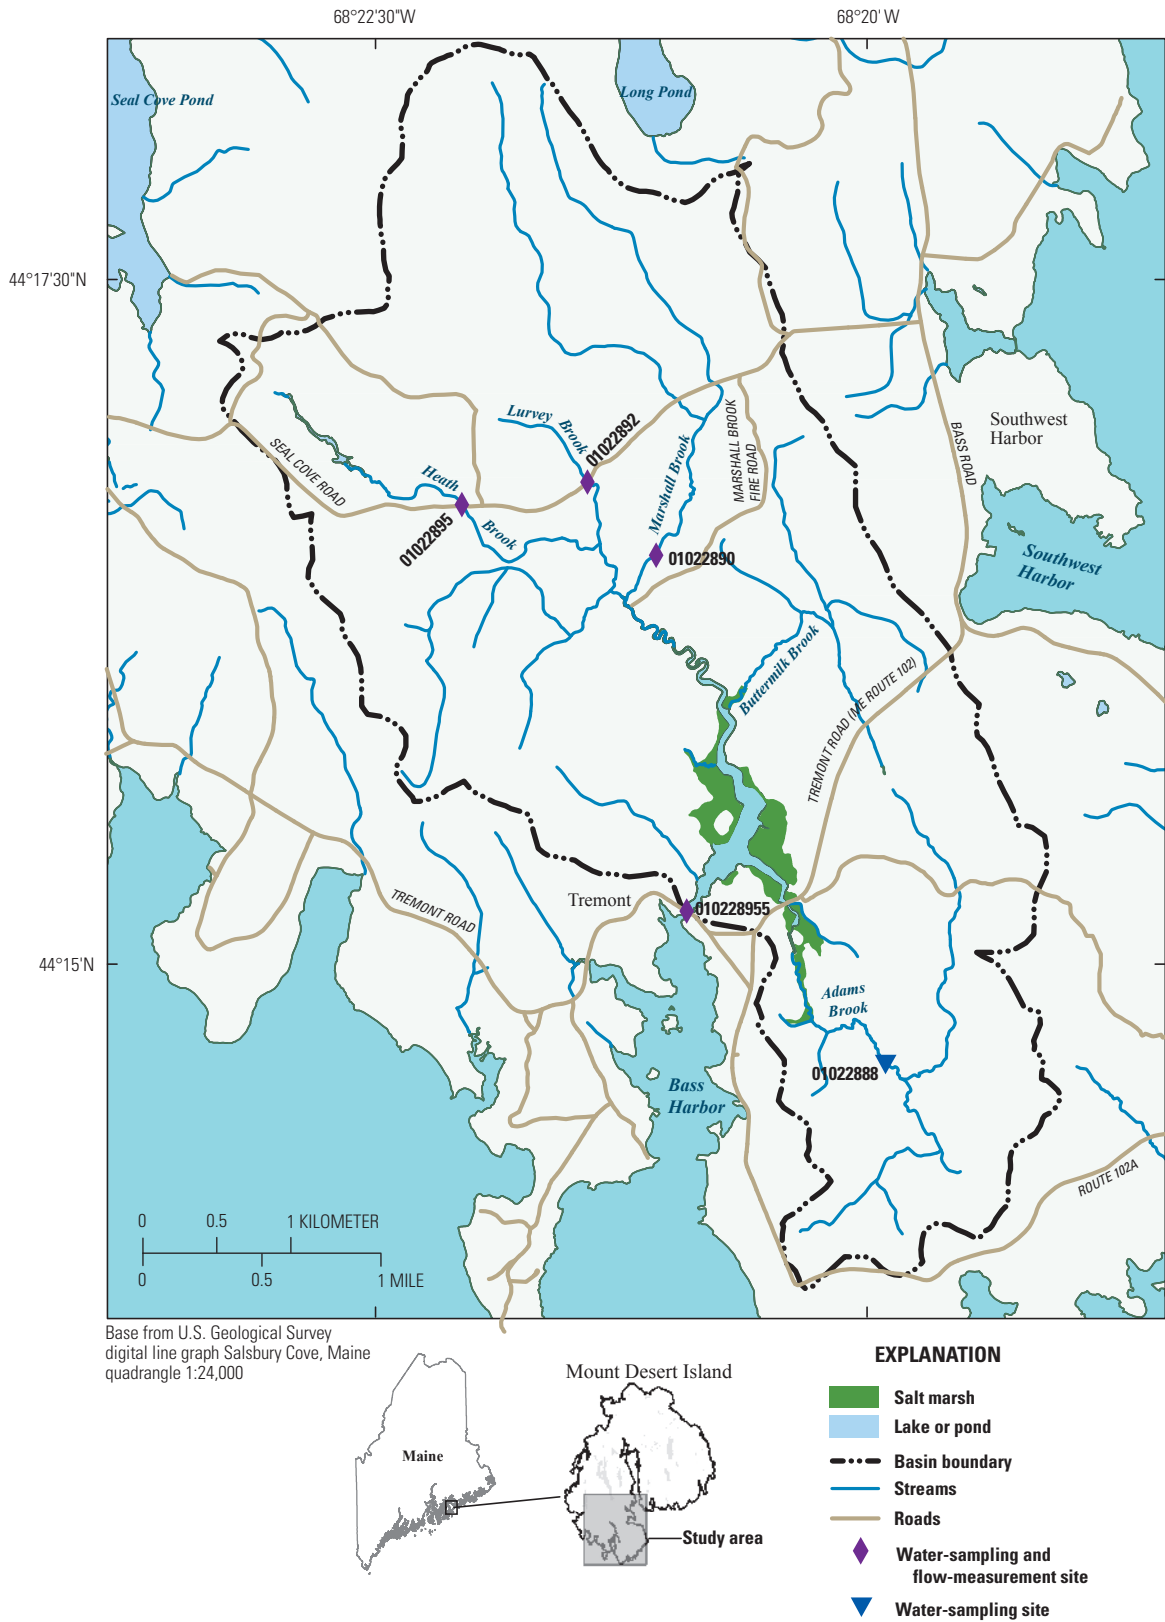 68°22'30"W
68°20'W
Seal Cove Pond
Long Pond
44°17'30"N
Southwest
Harbor
Lurvey
Brook
01022892
BASS ROAD
SEAL COVE ROAD
MARSHALL BROOK
FIRE ROAD
Marshall Brook
Heath
Brook
01022895
01022890
Southwest
Harbor
Buttermilk Brook
TREMONT ROAD (ME ROUTE 102)
Tremont
TREMONT ROAD
010228955
44°15'N
Adams
Brook
01022888
Bass
Harbor
ROUTE 102A
0 0.5 1 KILOMETER
0 0.5 1 MILE
Base from U.S. Geological Survey
digital line graph Salsbury Cove, Maine
quadrangle 1:24,000
Mount Desert Island
Maine
Study area
EXPLANATION
Salt marsh
Lake or pond
Basin boundary
Streams
Roads
Water-sampling and
flow-measurement site
Water-sampling site